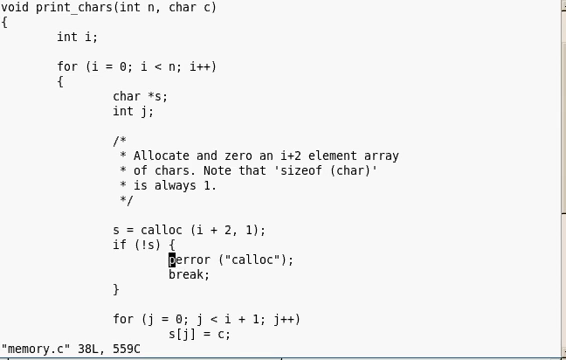 void print_chars(int n, char c)
{
        int i;

        for (i = 0; i < n; i++)
        {
                char *s;
                int j;

                /*
                 * Allocate and zero an i+2 element array
                 * of chars. Note that 'sizeof (char)'
                 * is always 1.
                 */

                s = calloc (i + 2, 1);
                if (!s) {
                        perror ("calloc");
                        break;
                }

                for (j = 0; j < i + 1; j++)
                        s[j] = c;
"memory.c" 38L, 559C